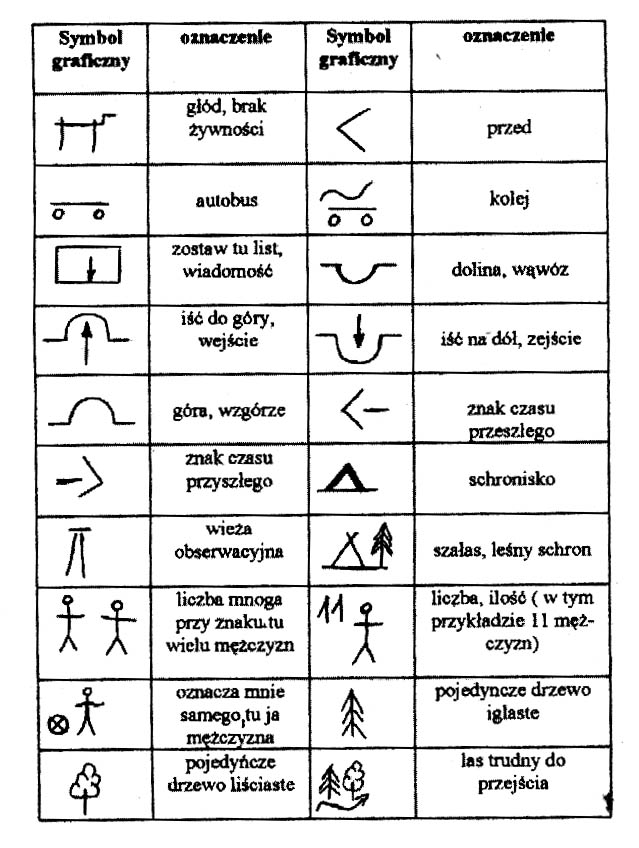 Symbol graficzny oznaczenie Symbol graficzny oznaczenie
głód, brak
żywności
przed
autobus
kolej
zostaw tu list,
wiadomość
dolina, wąwóz
iść do góry,
wejście
iść na dół, zejście
góra, wzgórze
znak czasu
przeszłego
znak czasu
przyszłego
schronisko
wieża
obserwacyjna
szałas, leśny schron
liczba mnoga
przy znaku.tu
wielu mężczyzn
11
liczba, ilość ( w tym
przykładzie 11 męż-
czyzn)
oznacza mnie
samego,tu ja
mężczyzna
pojedyncze drzewo
iglaste
pojedyńcze
drzewo liściaste
las trudny do
przejścia